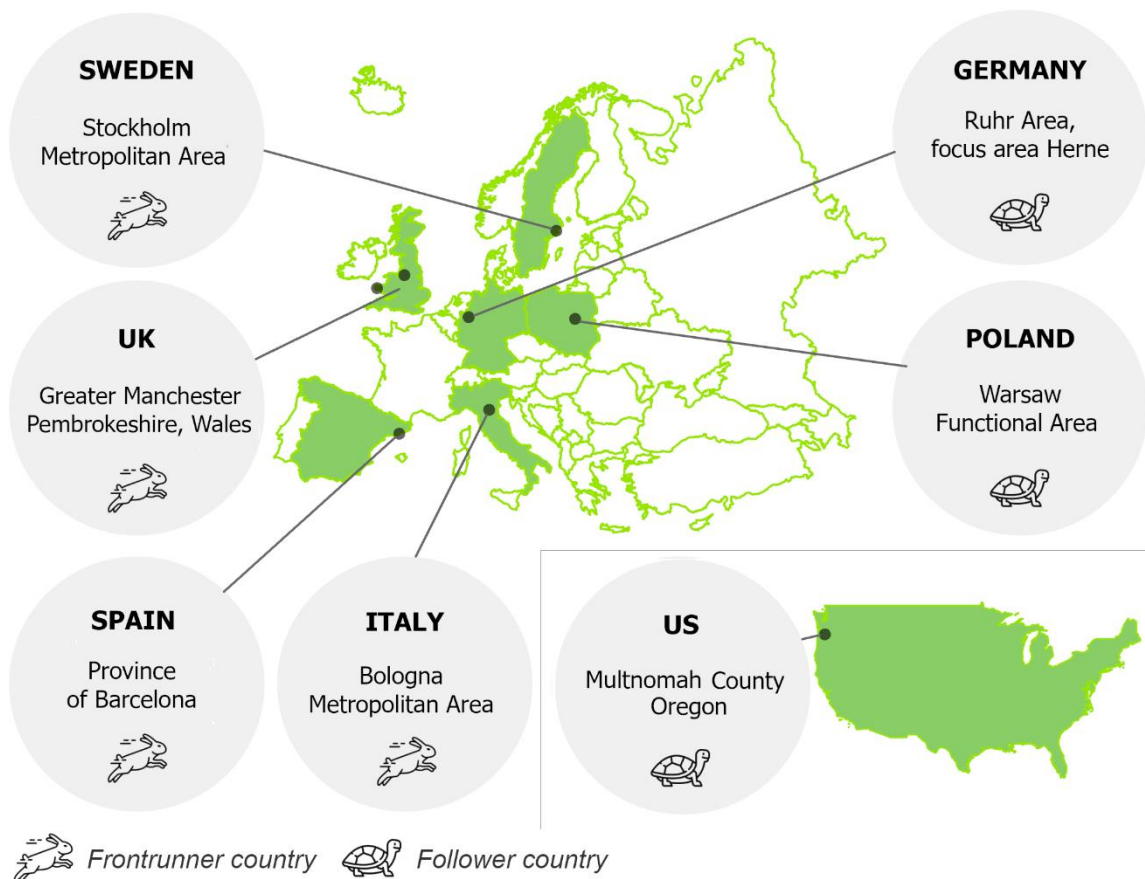 SWEDEN
Stockholm
Metropolitan Area
GERMANY
Ruhr Area,
focus area Herne
UK
Greater Manchester
Pembrokeshire, Wales
POLAND
Warsaw
Functional Area
SPAIN
Province
of Barcelona
ITALY
Bologna
Metropolitan Area
US
Multnomah County
Oregon
Frontrunner country
Follower country